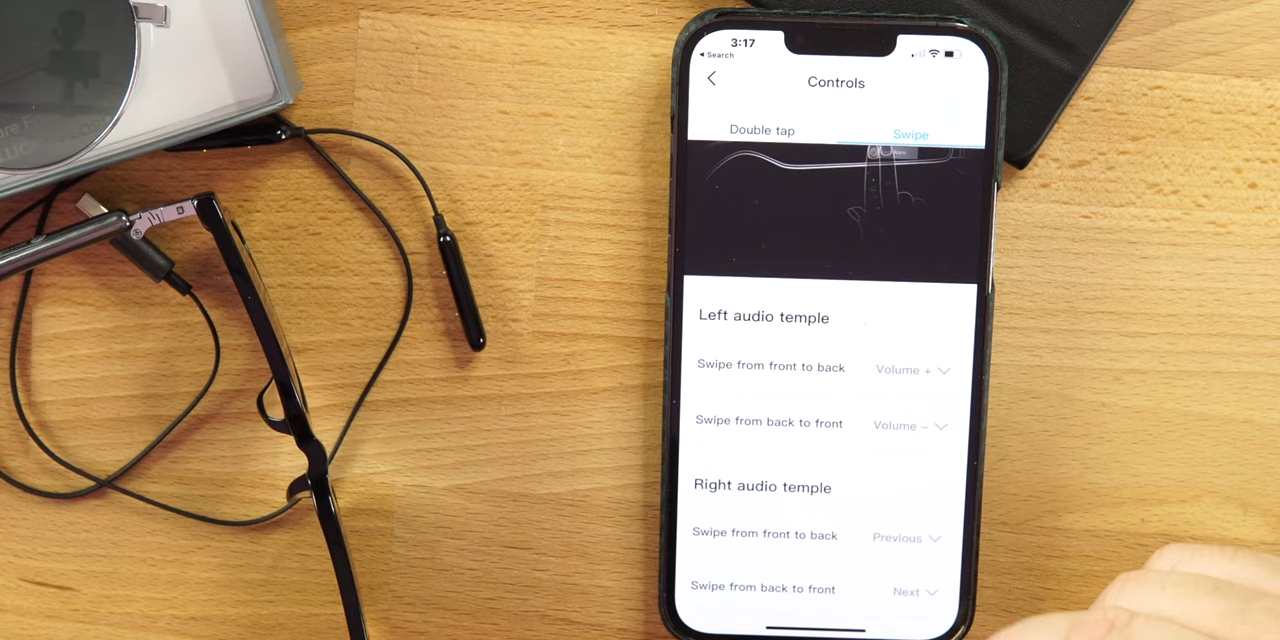 3:17
◂ Search
Controls
Double tap
Swipe
Left audio temple
Swipe from front to back
Volume +
Swipe from back to front
Volume −
Right audio temple
Swipe from front to back
Previous
Swipe from back to front
Next